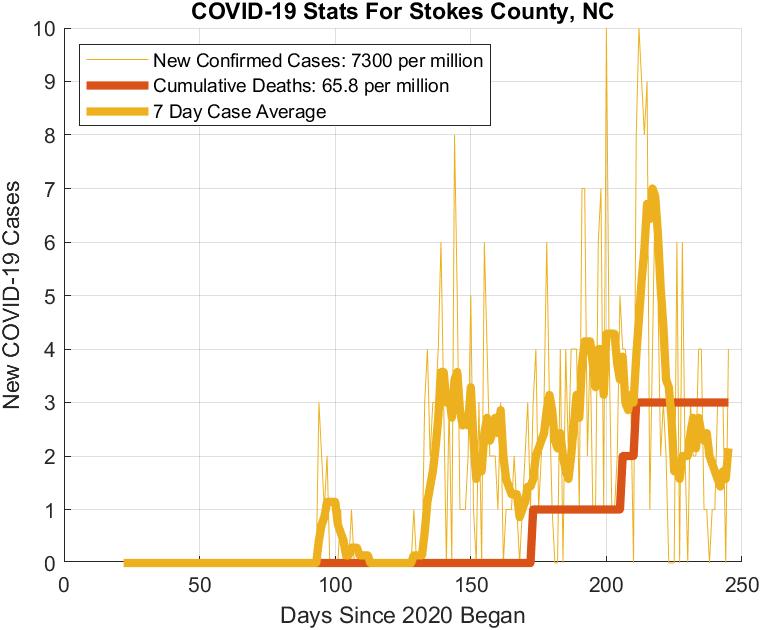 COVID-19 Stats For Stokes County, NC
New Confirmed Cases: 7300 per million
Cumulative Deaths: 65.8 per million
7 Day Case Average
New COVID-19 Cases
10
9
8
7
6
5
4
3
2
1
0
0 50 100 150 200 250
Days Since 2020 Began